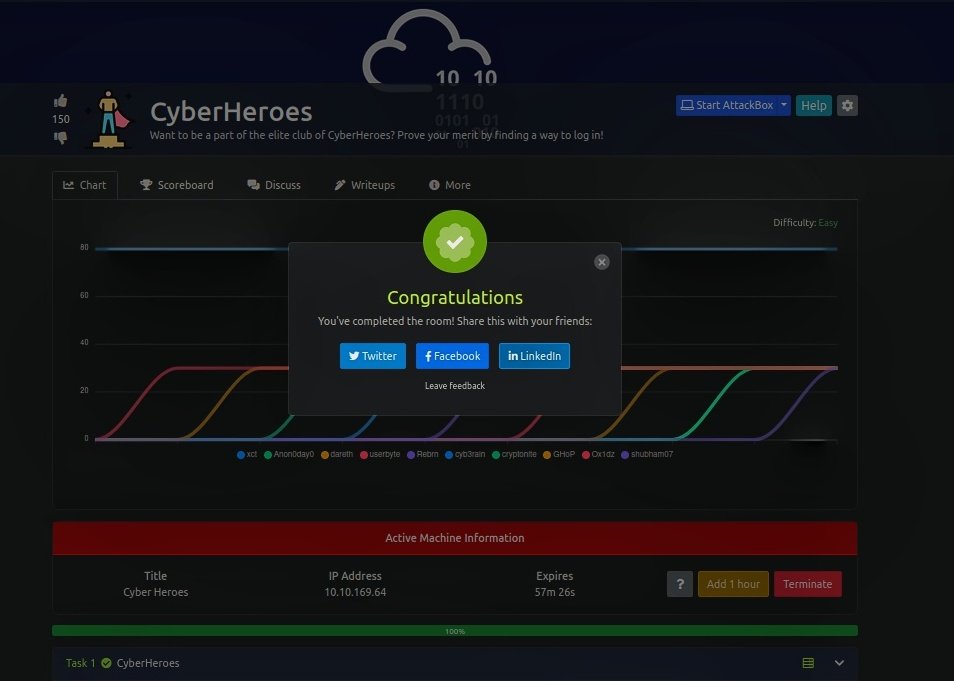 10 10
1110
0101 01
01
150
CyberHeroes
Want to be a part of the elite club of CyberHeroes? Prove your merit by finding a way to log in!
Start AttackBox
Help
Chart
Scoreboard
Discuss
Writeups
More
Difficulty: Easy
80
60
40
20
0
Congratulations
You've completed the room! Share this with your friends:
Twitter
Facebook
LinkedIn
Leave feedback
xct
Anon0day0
dareth
userbyte
Rebrn
cyb3rain
cryptonite
GHoP
Ox1dz
shubham07
Active Machine Information
Title
Cyber Heroes
IP Address
10.10.169.64
Expires
57m 26s
?
Add 1 hour
Terminate
100%
Task 1
CyberHeroes